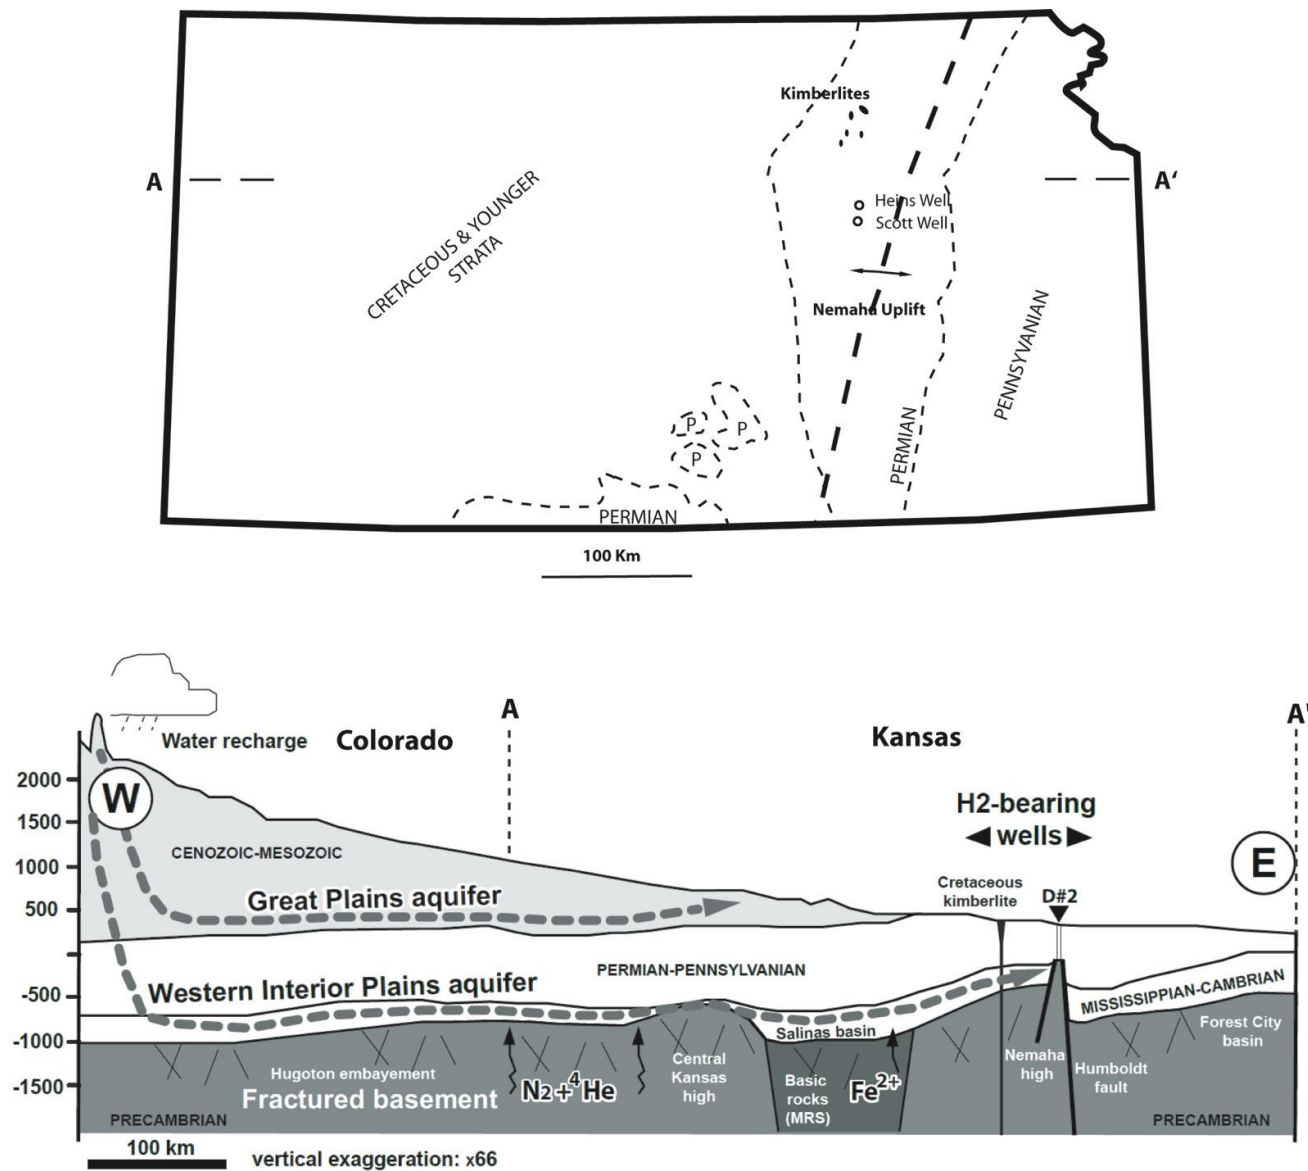 Kimberlites
A
A'
CRETACEOUS & YOUNGER
STRATA
Heins Well
Scott Well
Nemaha Uplift
PENNSYVANIAN
PERMIAN
P
P
P
PERMIAN
100 Km
A
A'
Water recharge
Colorado
Kansas
2000
1500
1000
500
-500
-1000
-1500
W
E
H2-bearing
wells
CENOZOIC-MESOZOIC
Great Plains aquifer
Cretaceous
kimberlite
D#2
Western Interior Plains aquifer
PERMIAN-PENNSYLVANIAN
MISSISSIPPIAN-CAMBRIAN
Salinas basin
Forest City
basin
Hugoton embayement
Fractured basement
N2+4He
Central
Kansas
high
Basic
rocks
(MRS)
Fe2+
Nemaha
high
Humboldt
fault
PRECAMBRIAN
PRECAMBRIAN
100 km
vertical exaggeration: x66